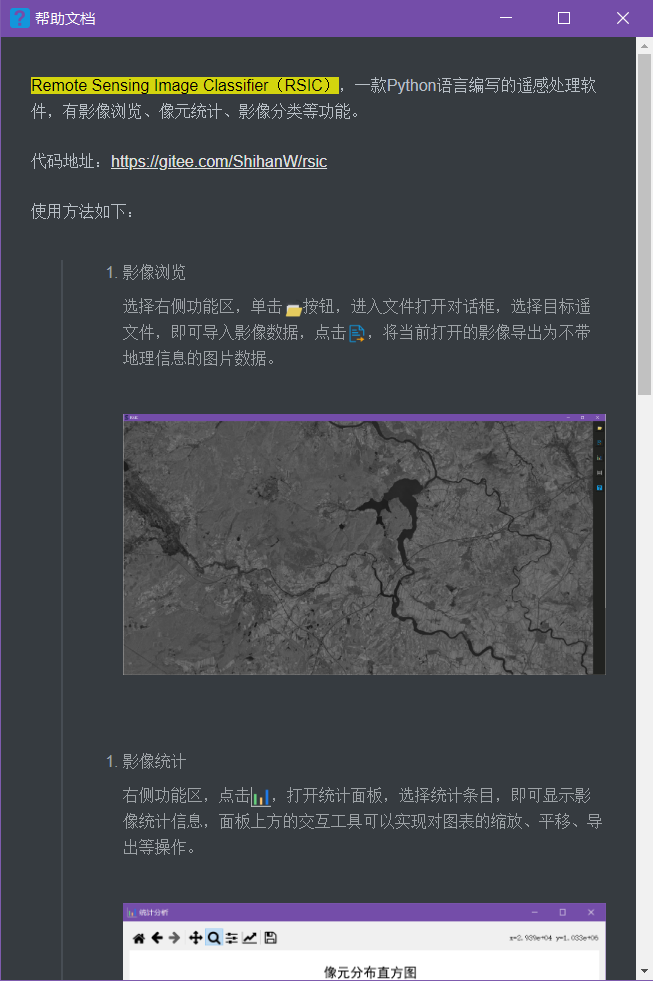 帮助文档
Remote Sensing Image Classifier（RSIC），一款Python语言编写的遥感处理软
件，有影像浏览、像元统计、影像分类等功能。
代码地址：https://gitee.com/ShihanW/rsic
使用方法如下：
1. 影像浏览
选择右侧功能区，单击按钮，进入文件打开对话框，选择目标遥
文件，即可导入影像数据，点击，将当前打开的影像导出为不带
地理信息的图片数据。
RSIC
1. 影像统计
右侧功能区，点击，打开统计面板，选择统计条目，即可显示影
像统计信息，面板上方的交互工具可以实现对图表的缩放、平移、导
出等操作。
统计分析
x=2.939e+04 y=1.033e+06
像元分布直方图